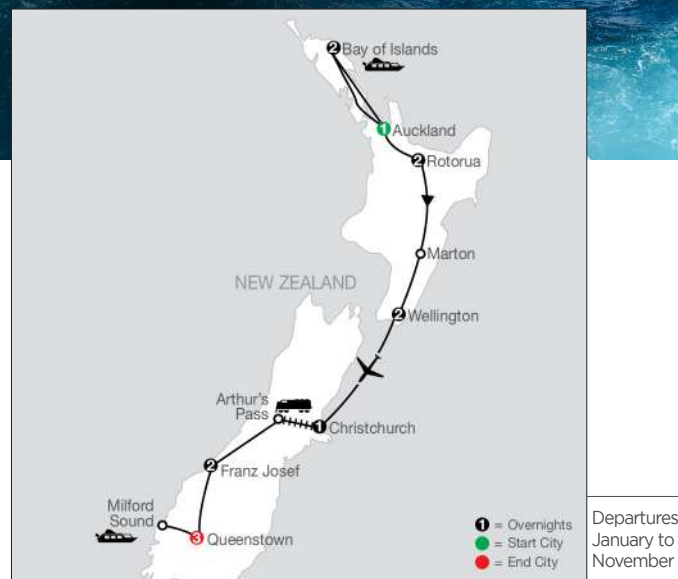 2 Bay of Islands
1 Auckland
2 Rotorua
Marton
NEW ZEALAND
2 Wellington
Arthur's
Pass
1 Christchurch
2 Franz Josef
Milford
Sound
3 Queenstown
1 = Overnights
= Start City
= End City
Departures
January to
November